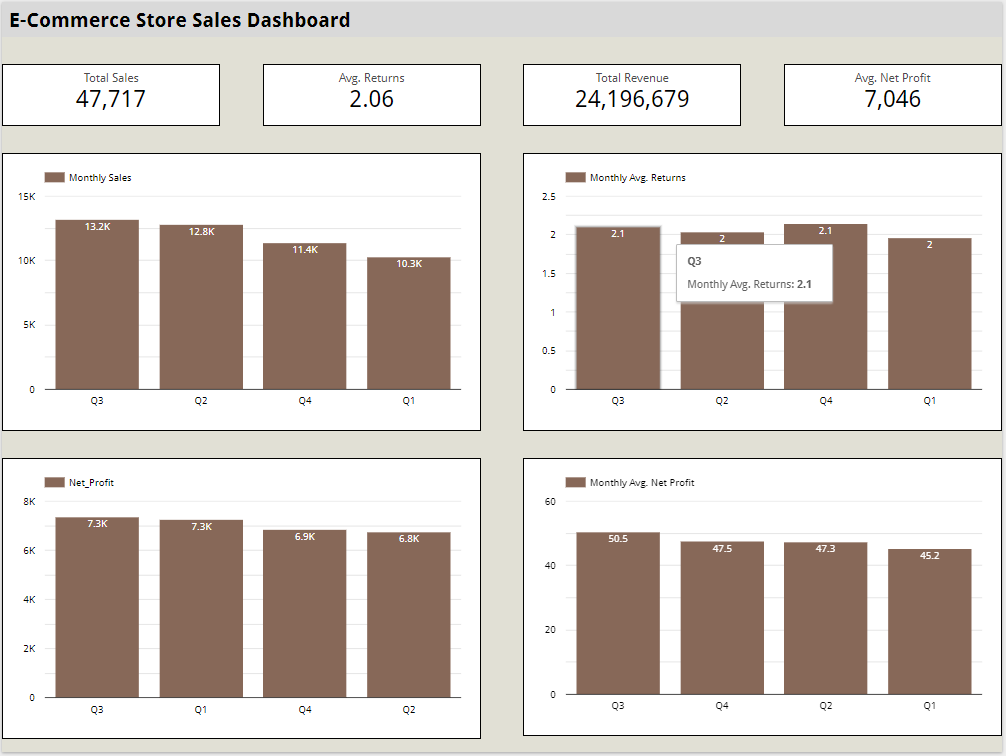 E-Commerce Store Sales Dashboard
Total Sales
47,717
Avg. Returns
2.06
Total Revenue
24,196,679
Avg. Net Profit
7,046
Monthly Sales
15K
10K
5K
0
13.2K
12.8K
11.4K
10.3K
Q3 Q2 Q4 Q1
Monthly Avg. Returns
2.5
2
1.5
1
0.5
0
2.1
2
2.1
2
Q3
Monthly Avg. Returns: 2.1
Q3 Q2 Q4 Q1
Net_Profit
8K
6K
4K
2K
0
7.3K
7.3K
6.9K
6.8K
Q3 Q1 Q4 Q2
Monthly Avg. Net Profit
60
40
20
0
50.5
47.5
47.3
45.2
Q3 Q4 Q2 Q1